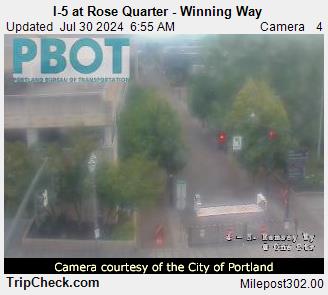 I-5 at Rose Quarter - Winning Way
Updated Jul 30 2024 6:55 AM Camera 4
PBOT
PORTLAND BUREAU OF TRANSPORTATION
Camera courtesy of the City of Portland
TripCheck.com Milepost302.00